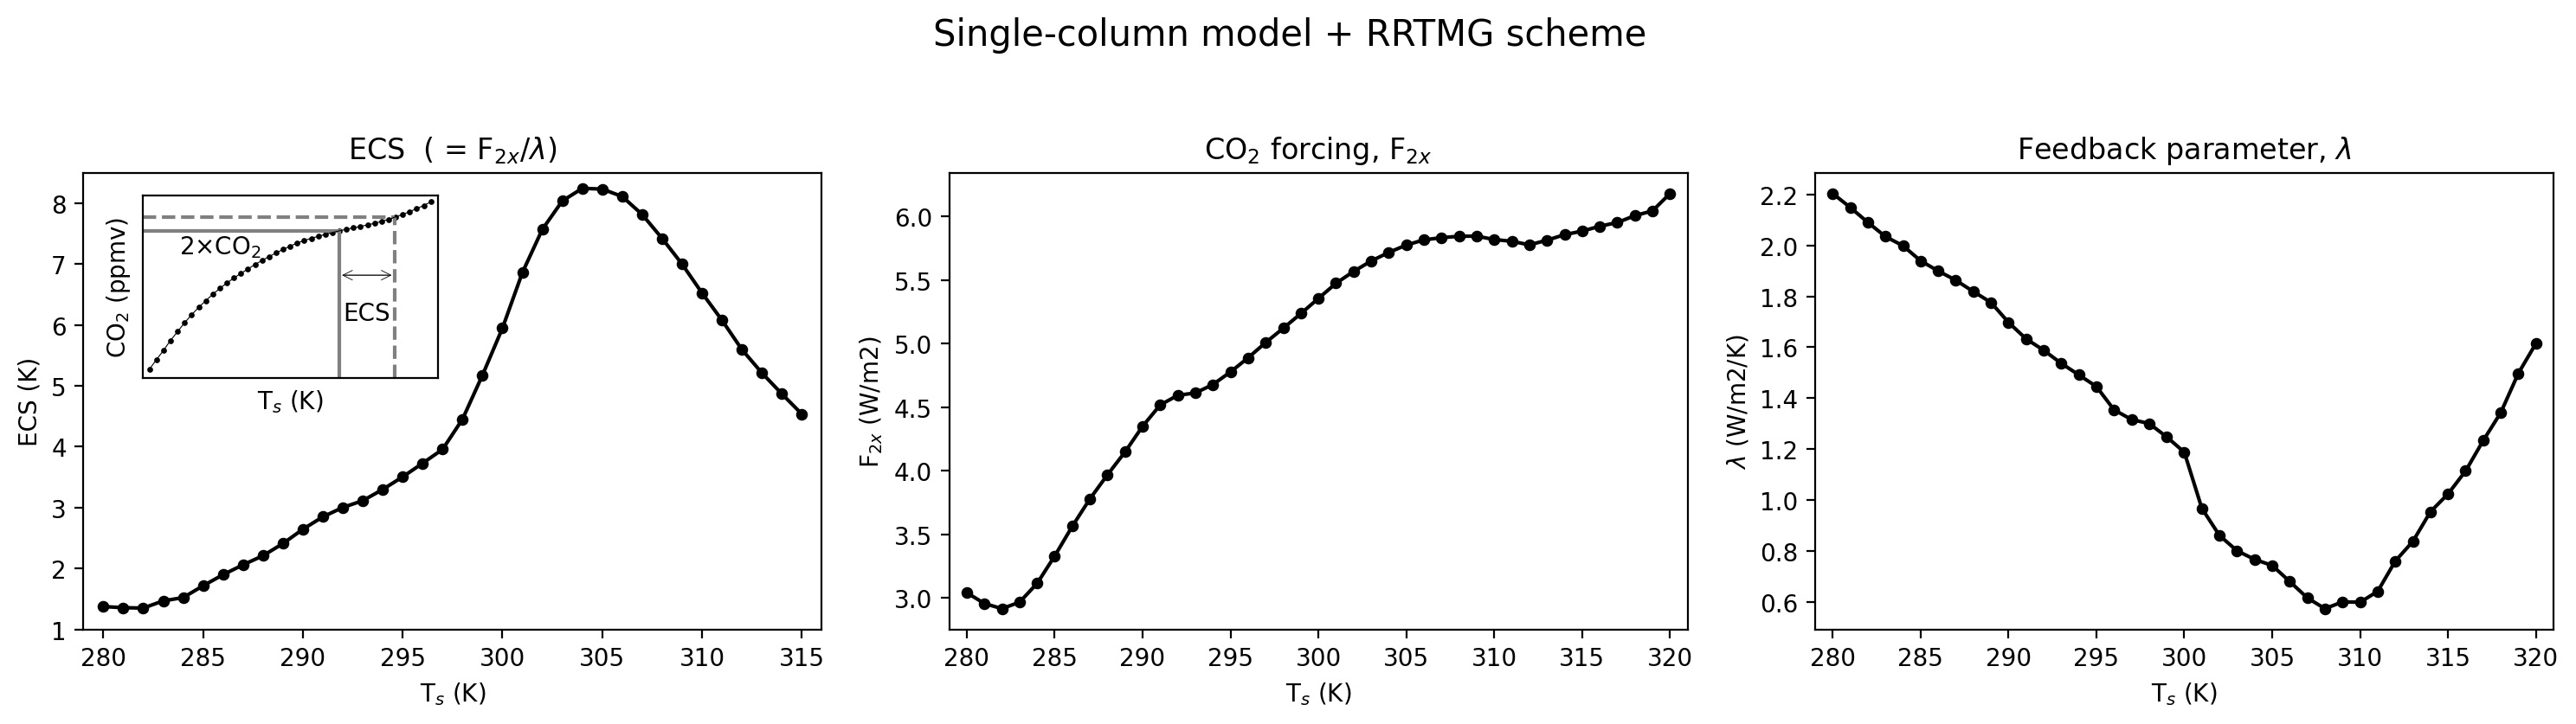 Single-column model + RRTMG scheme
ECS ( = F₂ₓ/λ)
ECS (K)
8
7
6
5
4
3
2
1
CO₂ (ppmv)
2×CO₂
ECS
Tₛ (K)
280 285 290 295 300 305 310 315
Tₛ (K)
CO₂ forcing, F₂ₓ
F₂ₓ (W/m2)
6.0
5.5
5.0
4.5
4.0
3.5
3.0
280 285 290 295 300 305 310 315 320
Tₛ (K)
Feedback parameter, λ
λ (W/m2/K)
2.2
2.0
1.8
1.6
1.4
1.2
1.0
0.8
0.6
280 285 290 295 300 305 310 315 320
Tₛ (K)